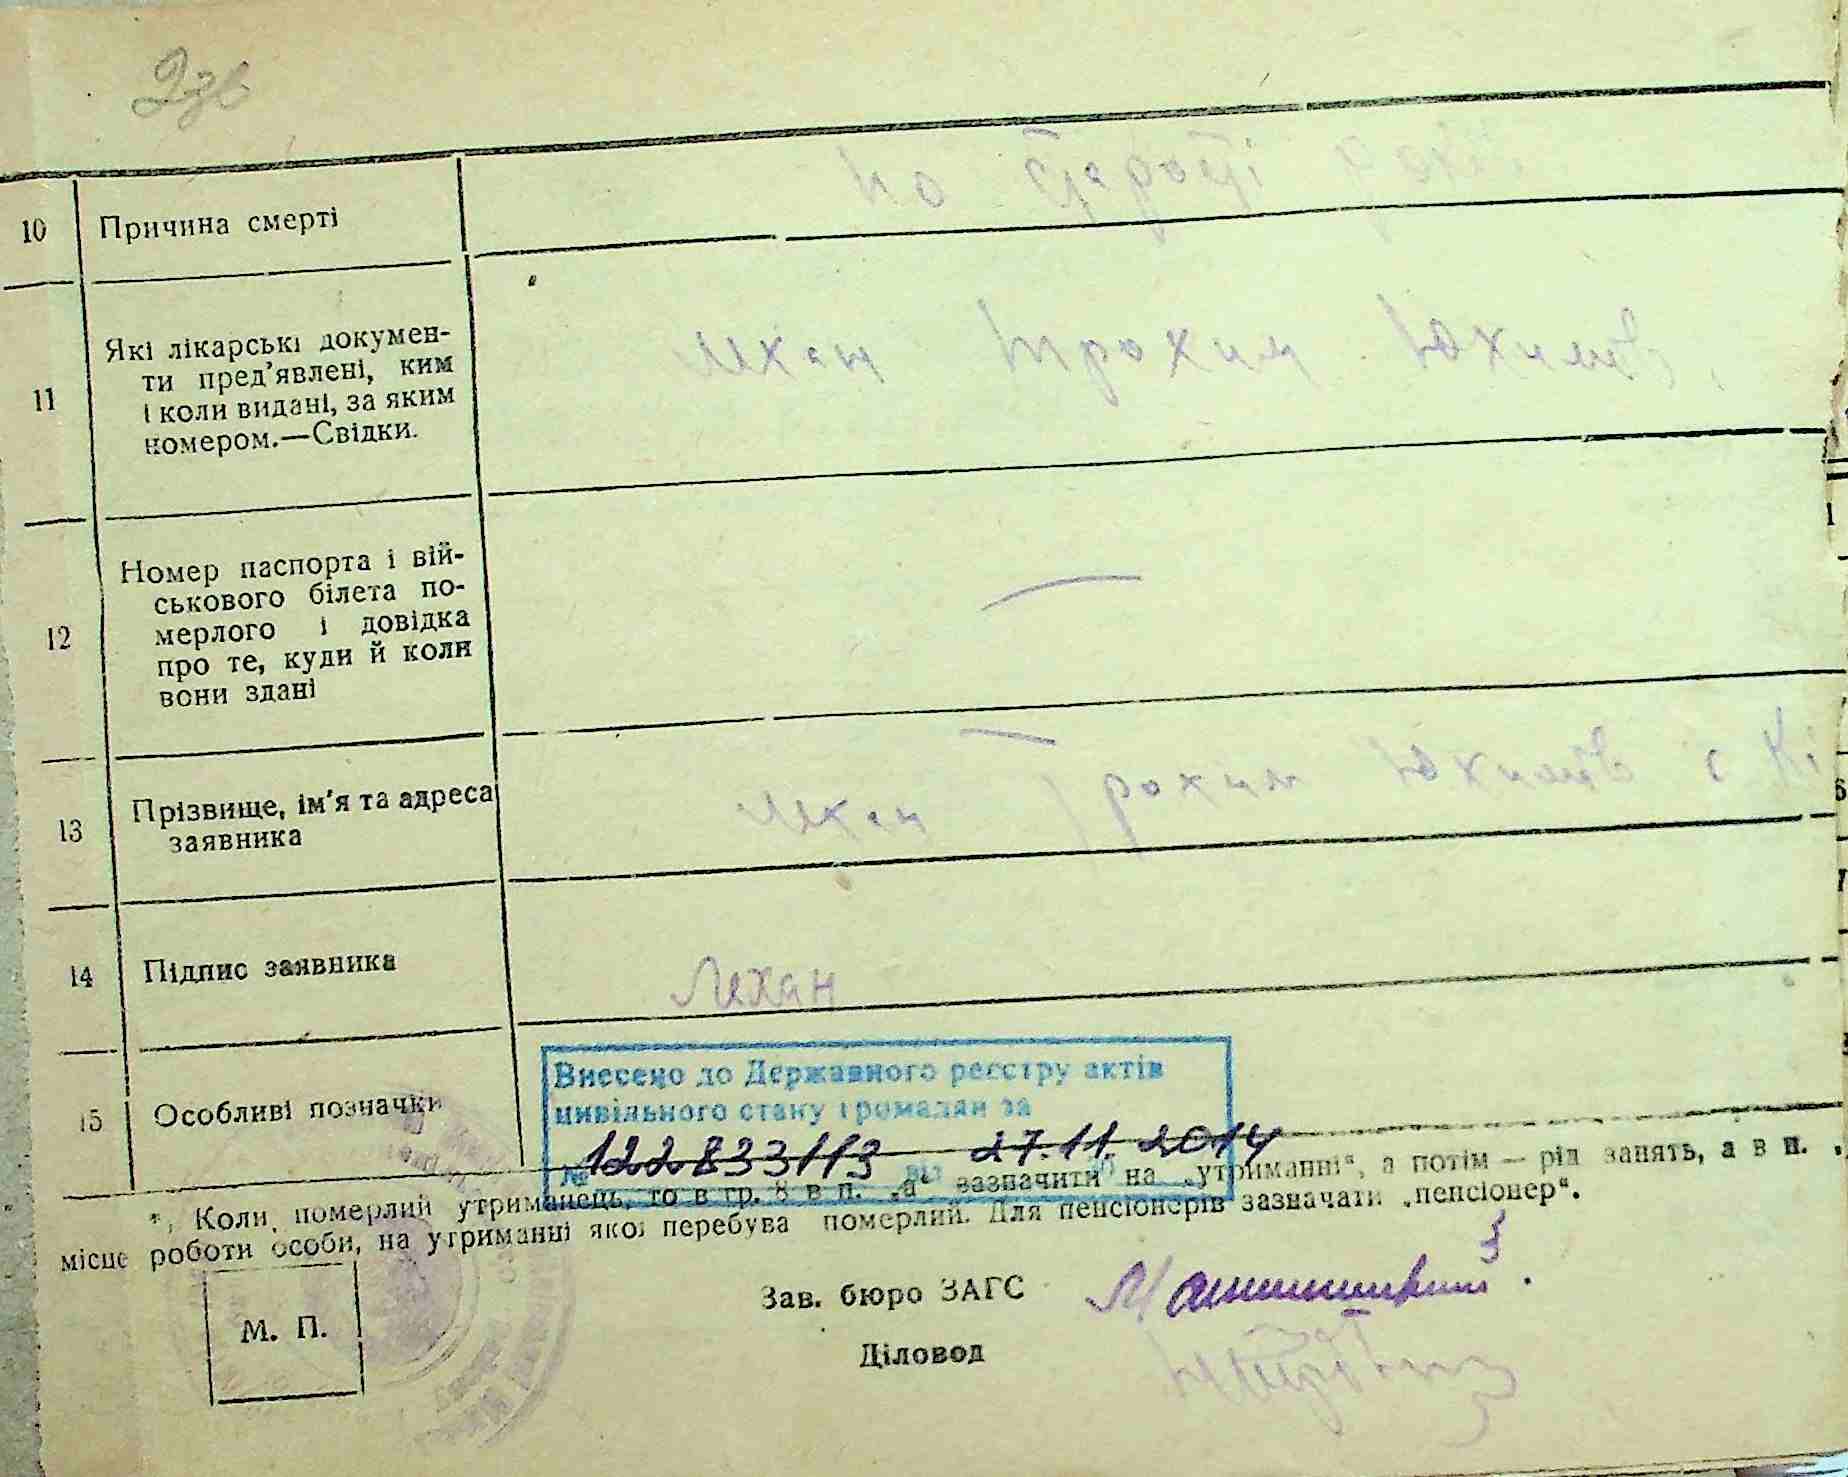 10 Причина смерті по старості
11 Які лікарські докумен-
ти пред’явлені, ким
і коли видані, за яким
номером.—Свідки.
Лехан Трохим Юхимів
12 Номер паспорта і вій-
ськового білета по-
мерлого і довідка
про те, куди й коли
вони здані
—
13 Прізвище, ім'я та адреса
заявника
Лехан Трохим Юхимів с Кі
14 Підпис заявника Лехан
15 Особливі позначки
Внесено до Державного реєстру актів
цивільного стану громадян за
№ 122833113 від 27.11.2014
*) Коли померлий утриманець, то в гр. 8 в п. „а“ зазначити на „утриманні“, а потім — рід занять, а в п.
місце роботи особи, на утриманні якої перебува померлий. Для пенсіонерів зазначати „пенсіонер“.
М. П.
Зав. бюро ЗАГС
Діловод